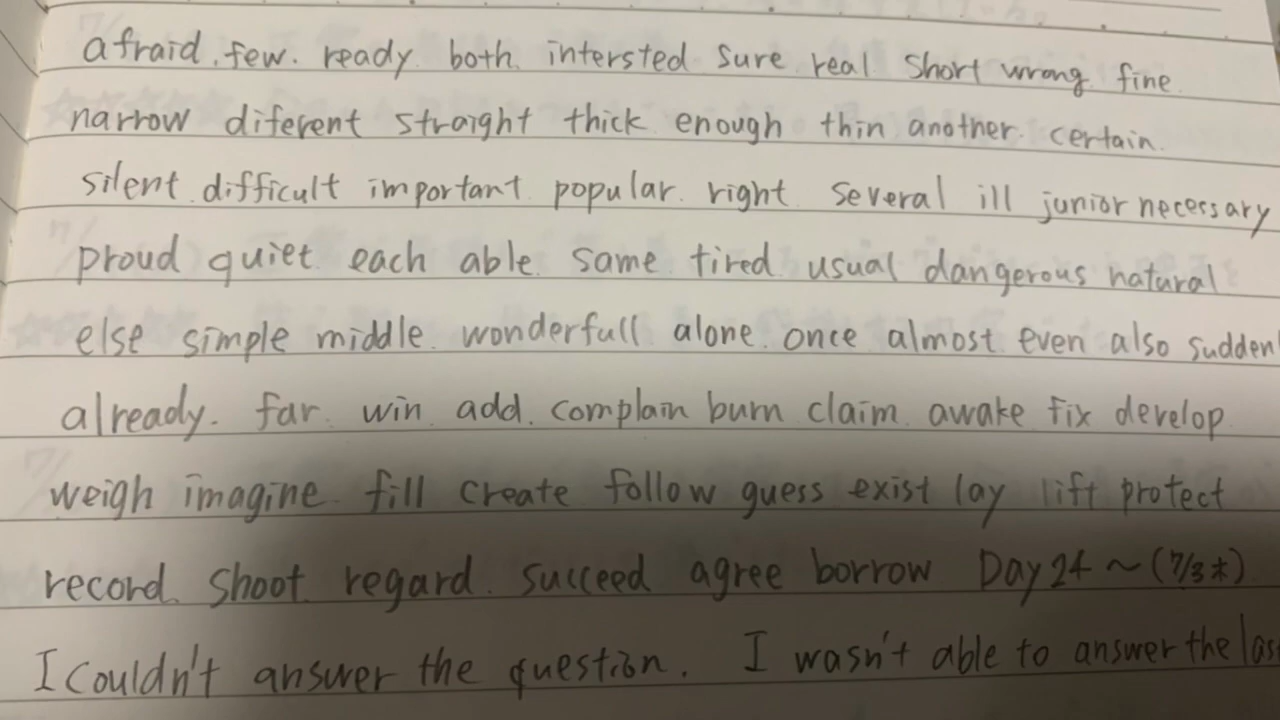 afraid. few. ready. both. intersted sure. real. short wrong. fine.
narrow diferent straight thick enough thin another. certain.
silent. difficult important popular. right. several ill junior necessary
proud quiet. each able. same tired. usual dangerous natural
else simple middle. wonderfull alone. once almost. even also sudden
already. far. win add. complain burn claim. awake fix develop.
weigh imagine. fill create follow guess exist lay lift protect
record. shoot. regard. succeed agree borrow Day 24 ~ (7/3木)
I couldn't answer the question. I wasn't able to answer the las